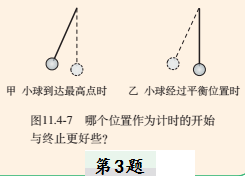 甲 小球到达最高点时 乙 小球经过平衡位置时
图11.4-7 哪个位置作为计时的开始
与终止更好些？
第3题